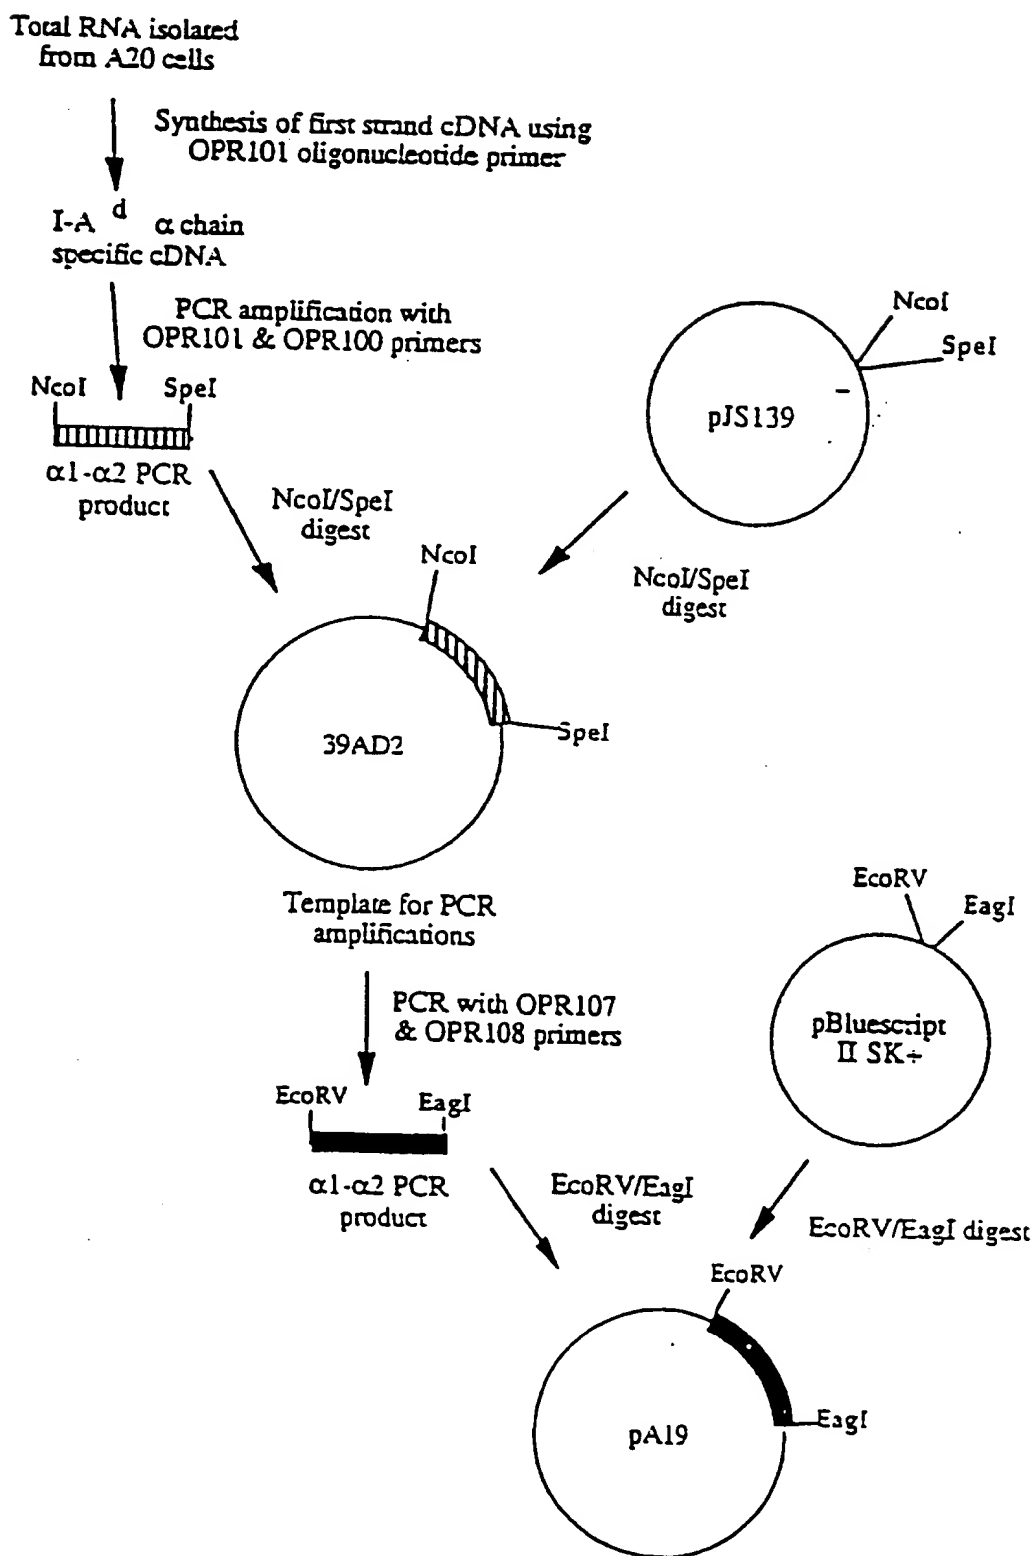 Total RNA isolated
from A20 cells
Synthesis of first strand cDNA using
OPR101 oligonucleotide primer
I-A d α chain
specific cDNA
PCR amplification with
OPR101 & OPR100 primers
NcoI SpeI
α1-α2 PCR
product
NcoI
SpeI
pJS139
NcoI/SpeI
digest
NcoI/SpeI
digest
NcoI
SpeI
39AD2
Template for PCR
amplifications
PCR with OPR107
& OPR108 primers
EcoRV EagI
α1-α2 PCR
product
EcoRV
EagI
pBluescript
II SK+
EcoRV/EagI
digest
EcoRV/EagI digest
EcoRV
EagI
pA19